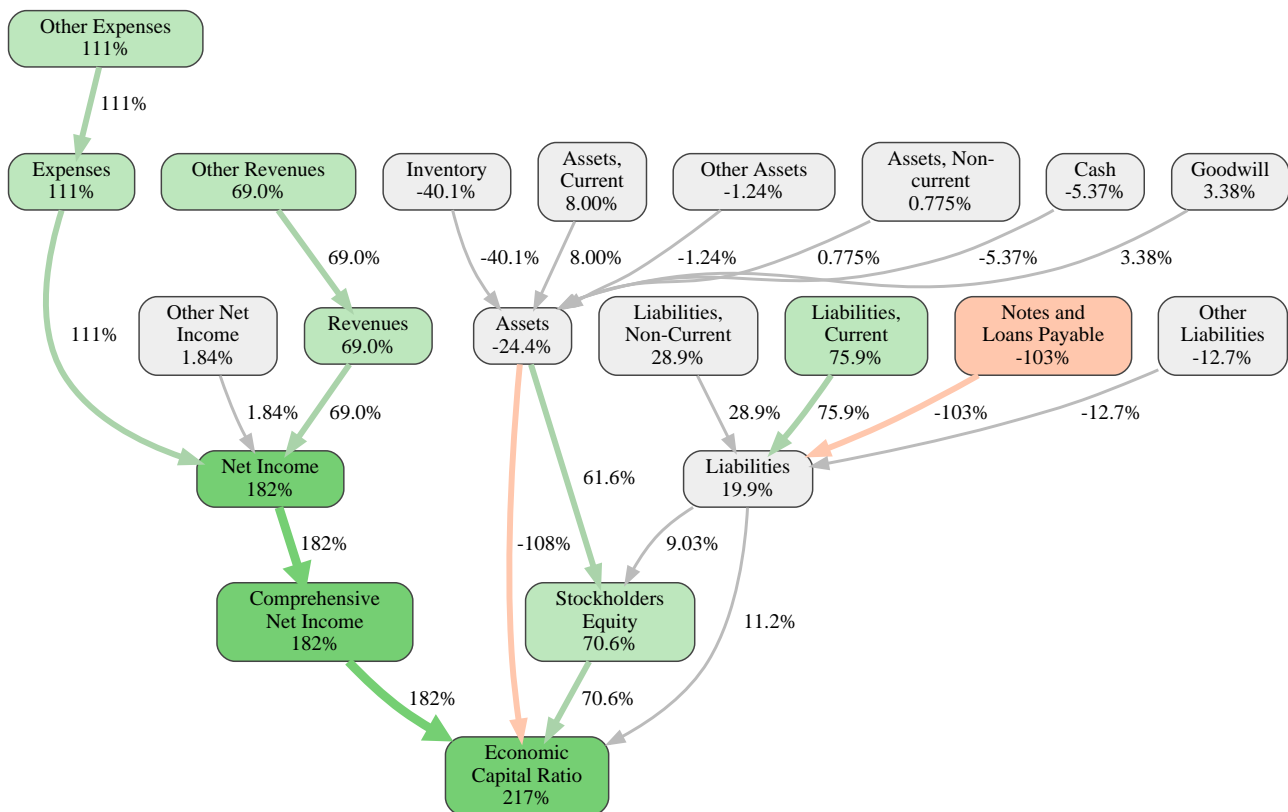 Other Expenses
111%
111%
Expenses
111%
Other Revenues
69.0%
Inventory
-40.1%
Assets,
Current
8.00%
Other Assets
-1.24%
Assets, Non-
current
0.775%
Cash
-5.37%
Goodwill
3.38%
69.0%
-40.1%
8.00%
-1.24%
0.775%
-5.37%
3.38%
111%
Other Net
Income
1.84%
Revenues
69.0%
Assets
-24.4%
Liabilities,
Non-Current
28.9%
Liabilities,
Current
75.9%
Notes and
Loans Payable
-103%
Other
Liabilities
-12.7%
1.84%
69.0%
28.9%
75.9%
-103%
-12.7%
Net Income
182%
61.6%
Liabilities
19.9%
182%
-108%
9.03%
Comprehensive
Net Income
182%
Stockholders
Equity
70.6%
11.2%
182%
70.6%
Economic
Capital Ratio
217%